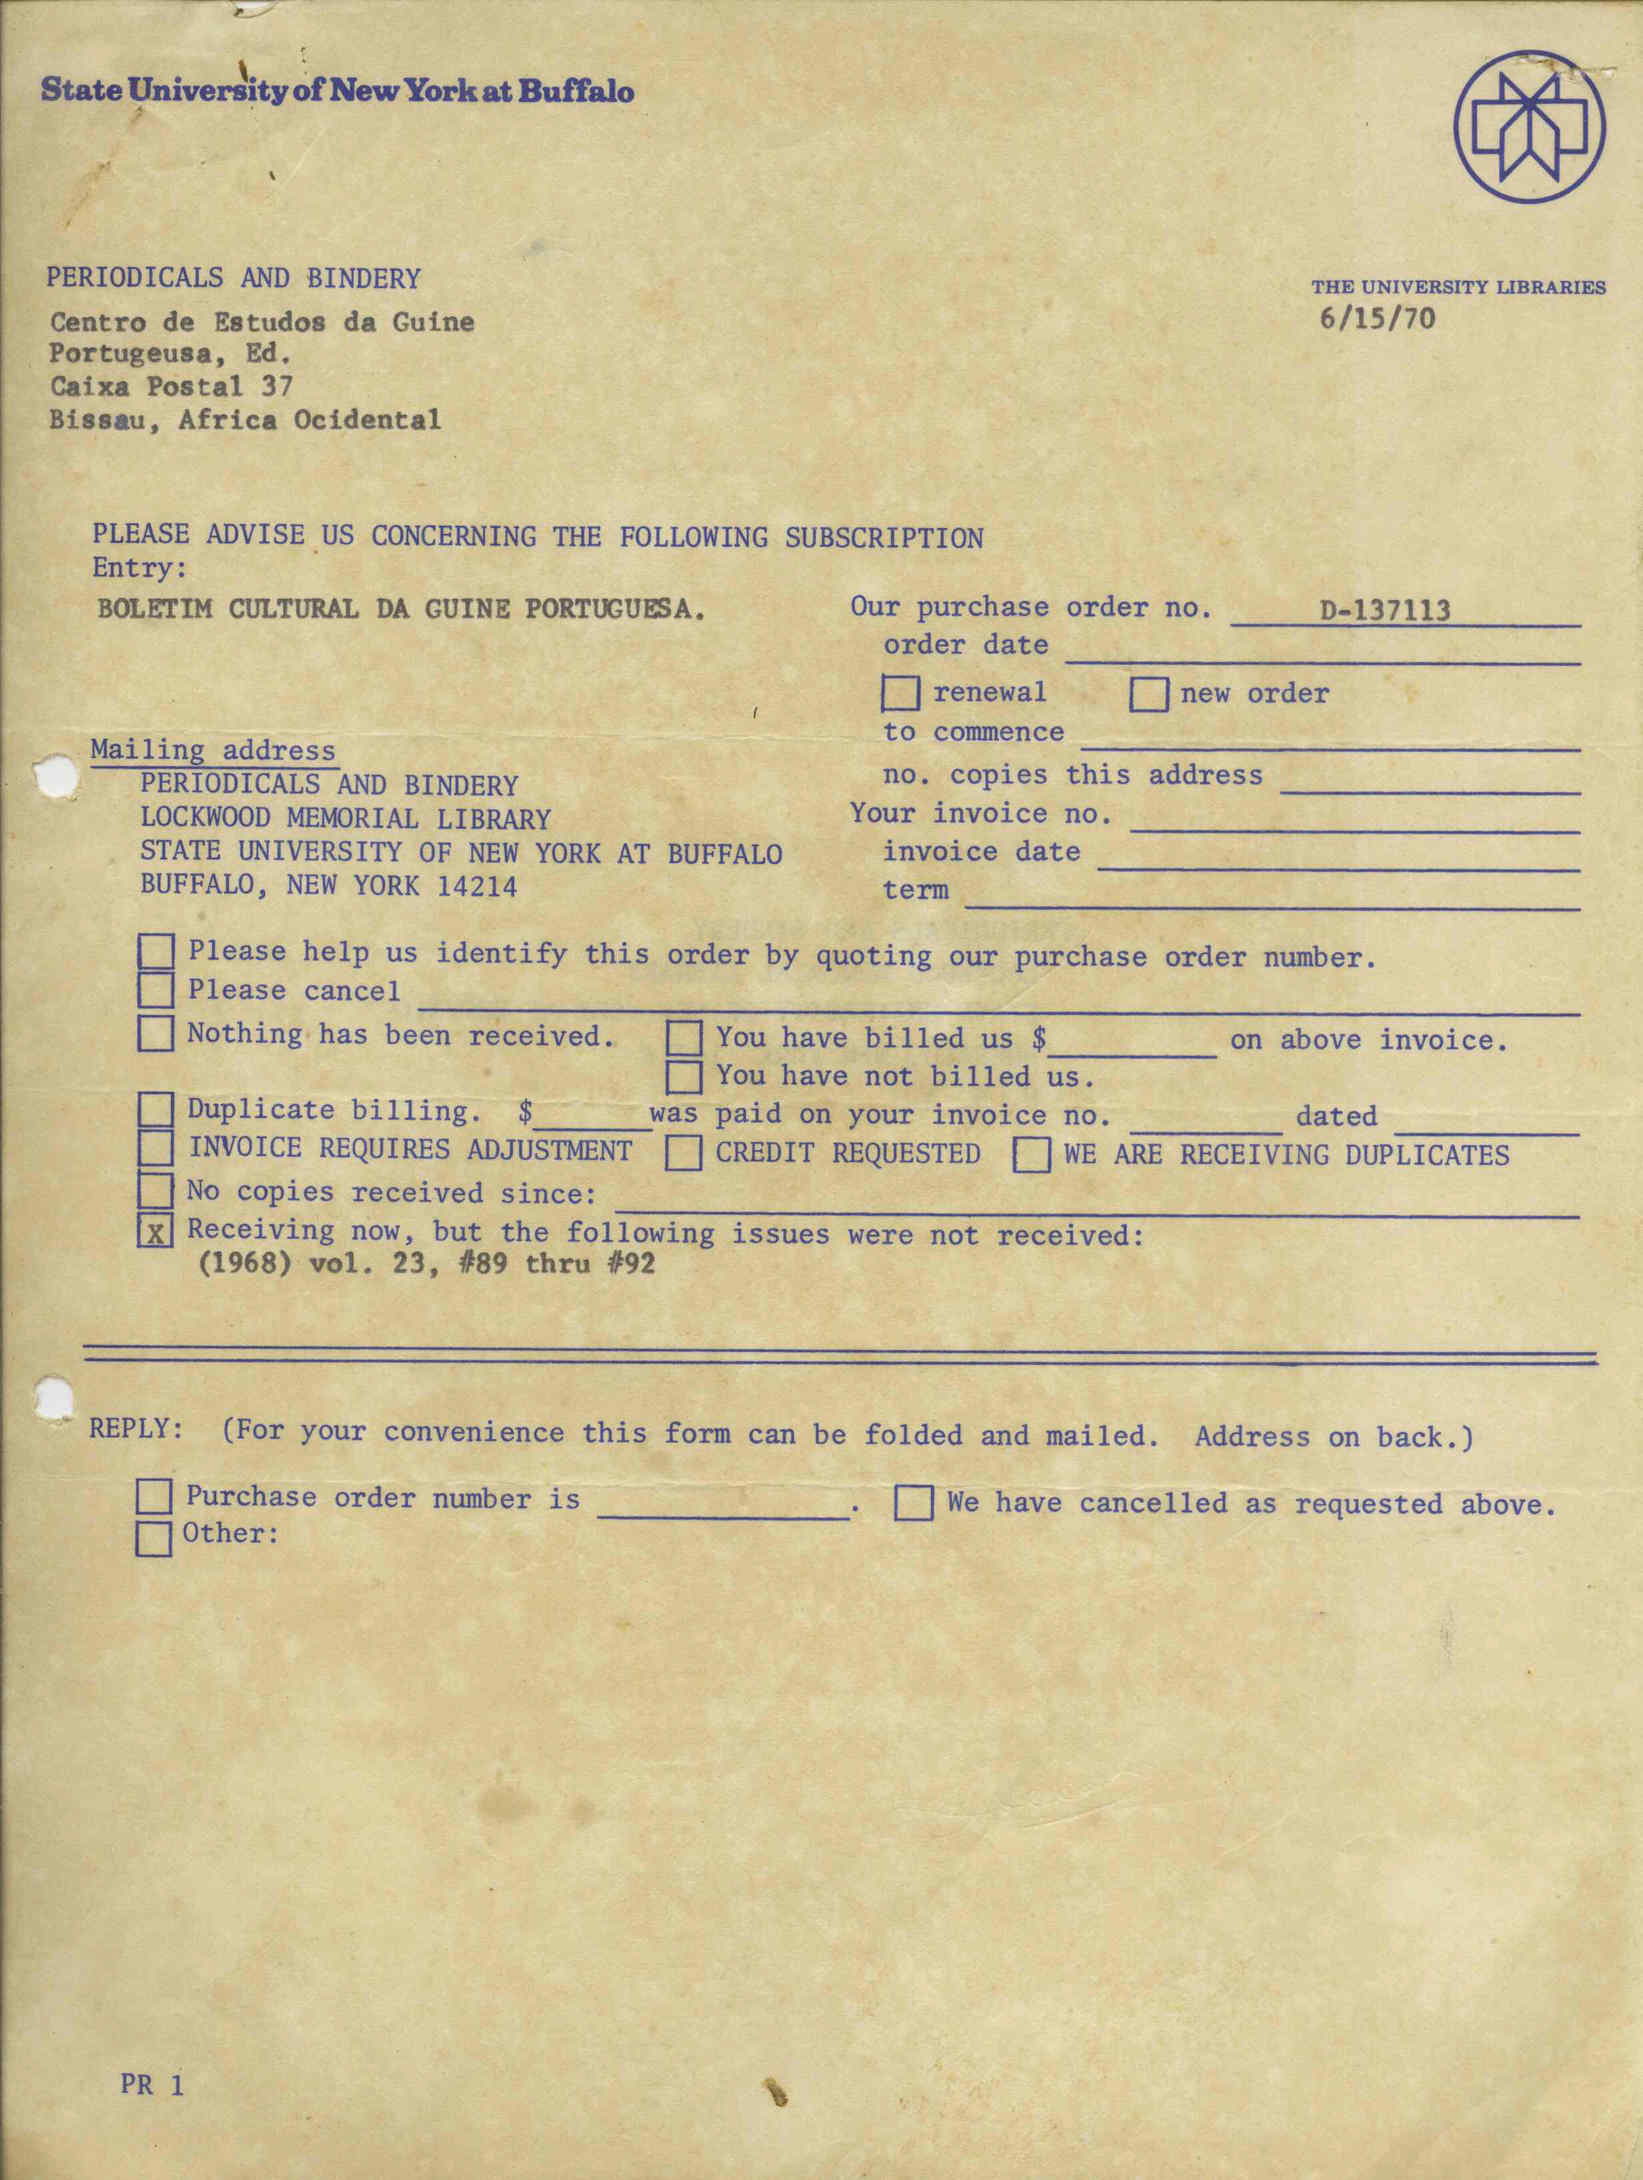 State University of New York at Buffalo
PERIODICALS AND BINDERY
THE UNIVERSITY LIBRARIES
6/15/70
Centro de Estudos da Guine
Portugeusa, Ed.
Caixa Postal 37
Bissau, Africa Ocidental
PLEASE ADVISE US CONCERNING THE FOLLOWING SUBSCRIPTION
Entry:
BOLETIM CULTURAL DA GUINE PORTUGUESA.
Our purchase order no. D-137113
order date
renewal new order
to commence
no. copies this address
Your invoice no.
invoice date
term
Mailing address
PERIODICALS AND BINDERY
LOCKWOOD MEMORIAL LIBRARY
STATE UNIVERSITY OF NEW YORK AT BUFFALO
BUFFALO, NEW YORK 14214
Please help us identify this order by quoting our purchase order number.
Please cancel
Nothing has been received. You have billed us $ on above invoice.
You have not billed us.
Duplicate billing. $ was paid on your invoice no. dated
INVOICE REQUIRES ADJUSTMENT CREDIT REQUESTED WE ARE RECEIVING DUPLICATES
No copies received since:
X Receiving now, but the following issues were not received:
(1968) vol. 23, #89 thru #92
REPLY: (For your convenience this form can be folded and mailed. Address on back.)
Purchase order number is . We have cancelled as requested above.
Other:
PR 1